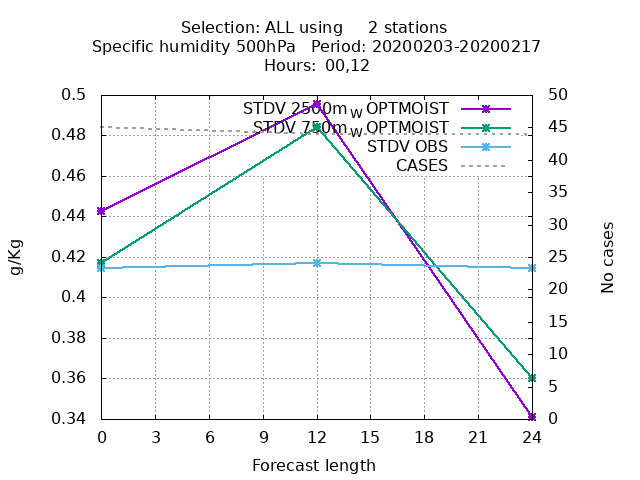 Selection: ALL using     2 stations
Specific humidity 500hPa   Period: 20200203-20200217
Hours: 00,12
STDV 2500m_W OPTMOIST
STDV 750m_W OPTMOIST
STDV OBS
CASES
0.5
0.48
0.46
0.44
0.42
0.4
0.38
0.36
0.34
50
45
40
35
30
25
20
15
10
5
0
g/Kg
No cases
0 3 6 9 12 15 18 21 24
Forecast length